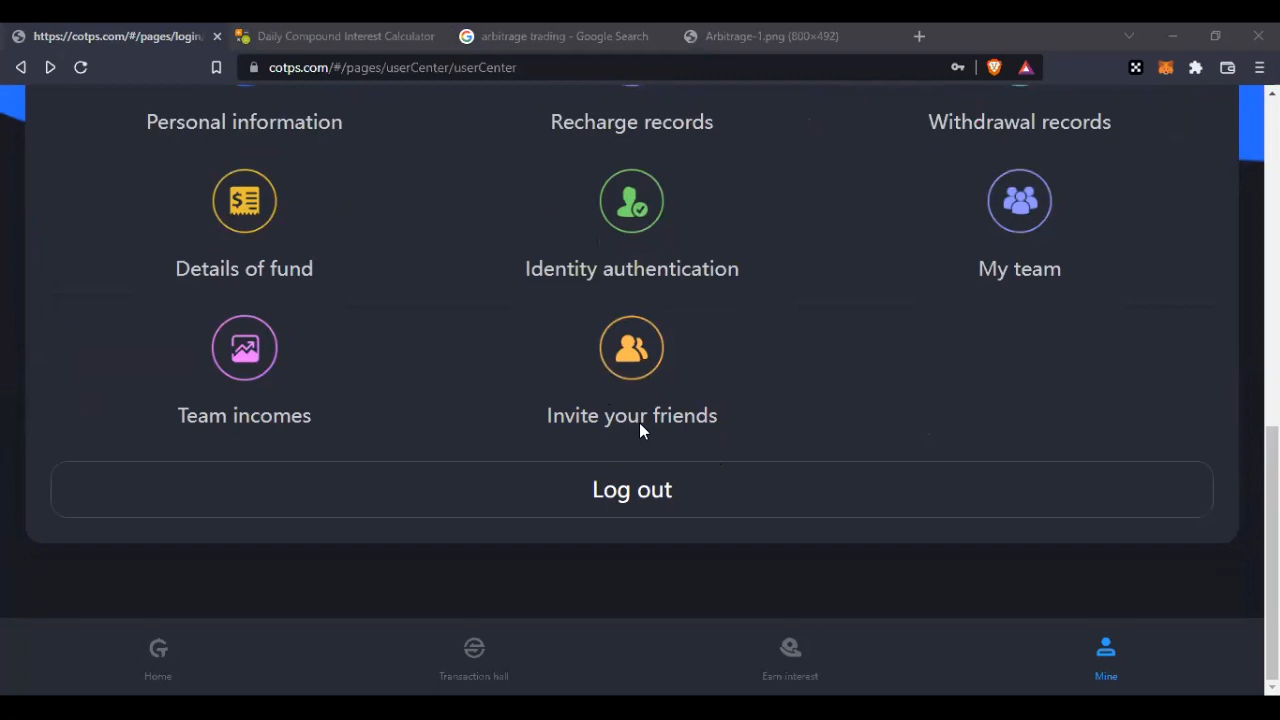 https://cotps.com/#/pages/login
Daily Compound Interest Calculator
arbitrage trading - Google Search
Arbitrage-1.png (800×492)
cotps.com/#/pages/userCenter/userCenter
Personal information
Recharge records
Withdrawal records
Details of fund
Identity authentication
My team
Team incomes
Invite your friends
Log out
Home
Transaction hall
Earn interest
Mine